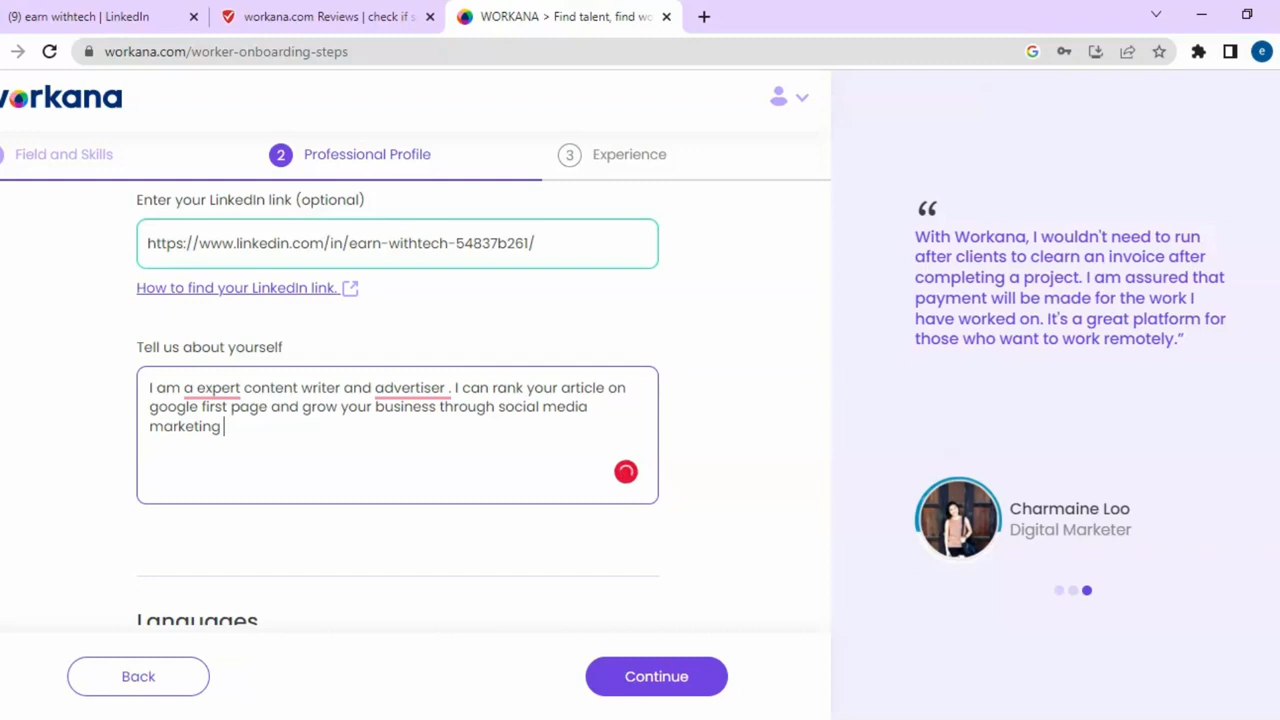 (9) earn withtech | LinkedIn
workana.com Reviews | check if s
WORKANA > Find talent, find wo
workana.com/worker-onboarding-steps
e
workana
Field and Skills
2 Professional Profile
3 Experience
Enter your LinkedIn link (optional)
https://www.linkedin.com/in/earn-withtech-54837b261/
How to find your LinkedIn link.
Tell us about yourself
I am a expert content writer and advertiser . I can rank your article on
google first page and grow your business through social media
marketing
Languages
Back
Continue
“
With Workana, I wouldn't need to run
after clients to clearn an invoice after
completing a project. I am assured that
payment will be made for the work I
have worked on. It's a great platform for
those who want to work remotely.”
Charmaine Loo
Digital Marketer